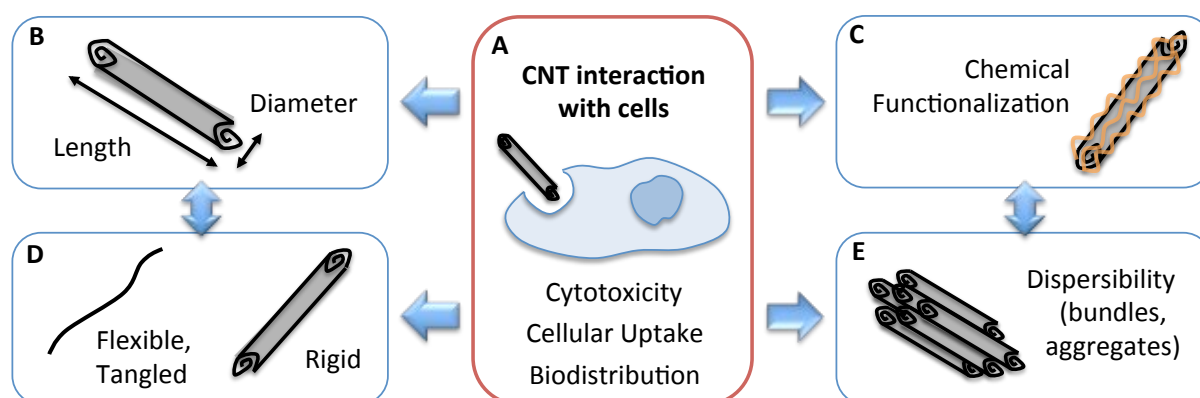 B
Diameter
Length
A
CNT interaction
with cells
Cytotoxicity
Cellular Uptake
Biodistribution
C
Chemical
Functionalization
D
Flexible,
Tangled
Rigid
E
Dispersibility
(bundles,
aggregates)